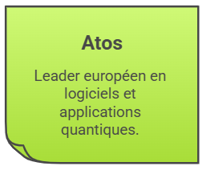 Atos
Leader européen en
logiciels et
applications
quantiques.